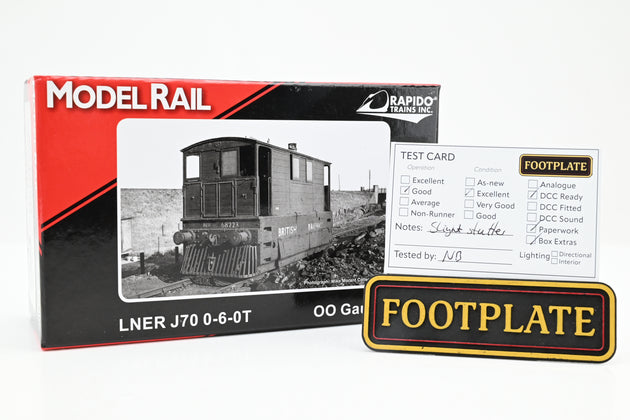 MODEL RAIL
RAPIDO
TRAINS INC.
68223
BRITISH
LNER J70 0-6-0T
OO Gau
TEST CARD
FOOTPLATE
Operation
Excellent
Good
Average
Non-Runner
Condition
As-new
Excellent
Very Good
Good
Analogue
DCC Ready
DCC Fitted
DCC Sound
Paperwork
Box Extras
Notes: Slight stutter
Tested by: NB
Lighting
Directional
Interior
FOOTPLATE